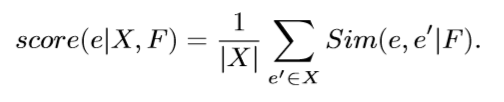 score(e|X, F) = \frac{1}{|X|} \sum_{e' \in X} Sim(e, e'|F).